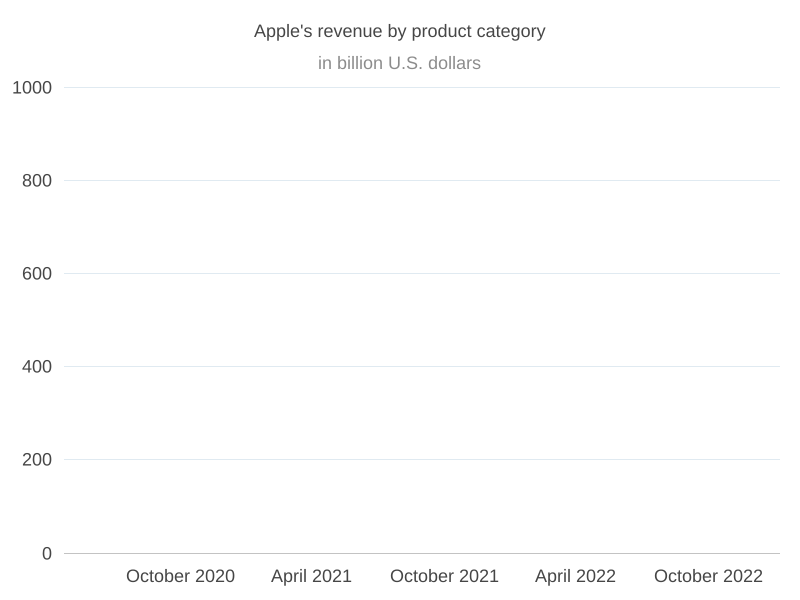 Apple's revenue by product category
in billion U.S. dollars
1000
800
600
400
200
0
October 2020 April 2021 October 2021 April 2022 October 2022